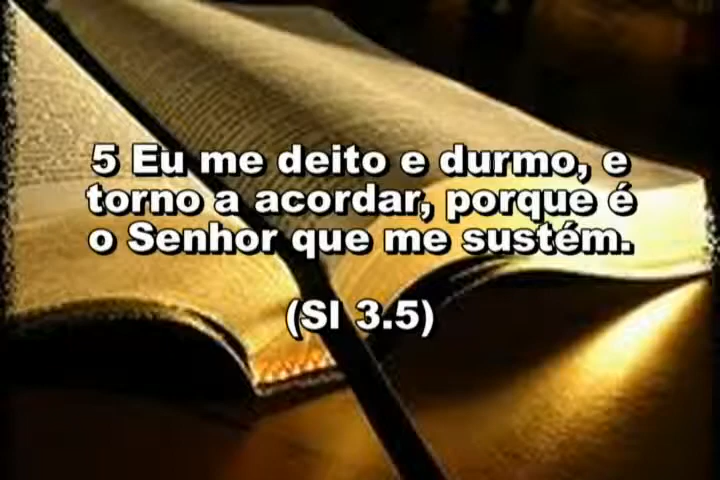 5 Eu me deito e durmo, e
torno a acordar, porque é
o Senhor que me sustém.
(Sl 3.5)